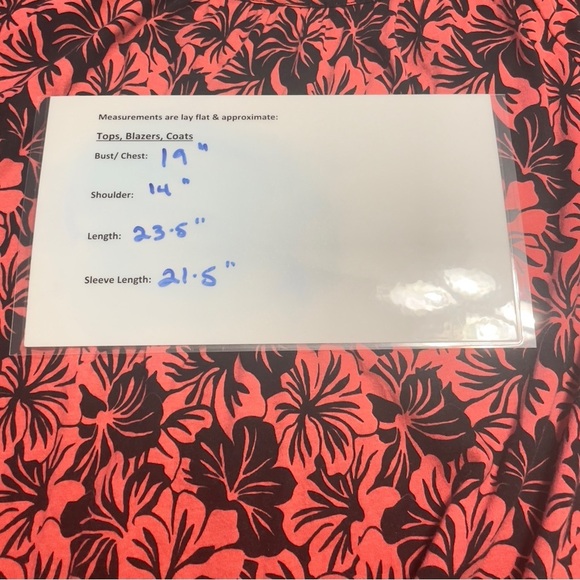 Measurements are lay flat & approximate:
Tops, Blazers, Coats
Bust/ Chest: 19"
Shoulder: 14"
Length: 23.5"
Sleeve Length: 21.5"